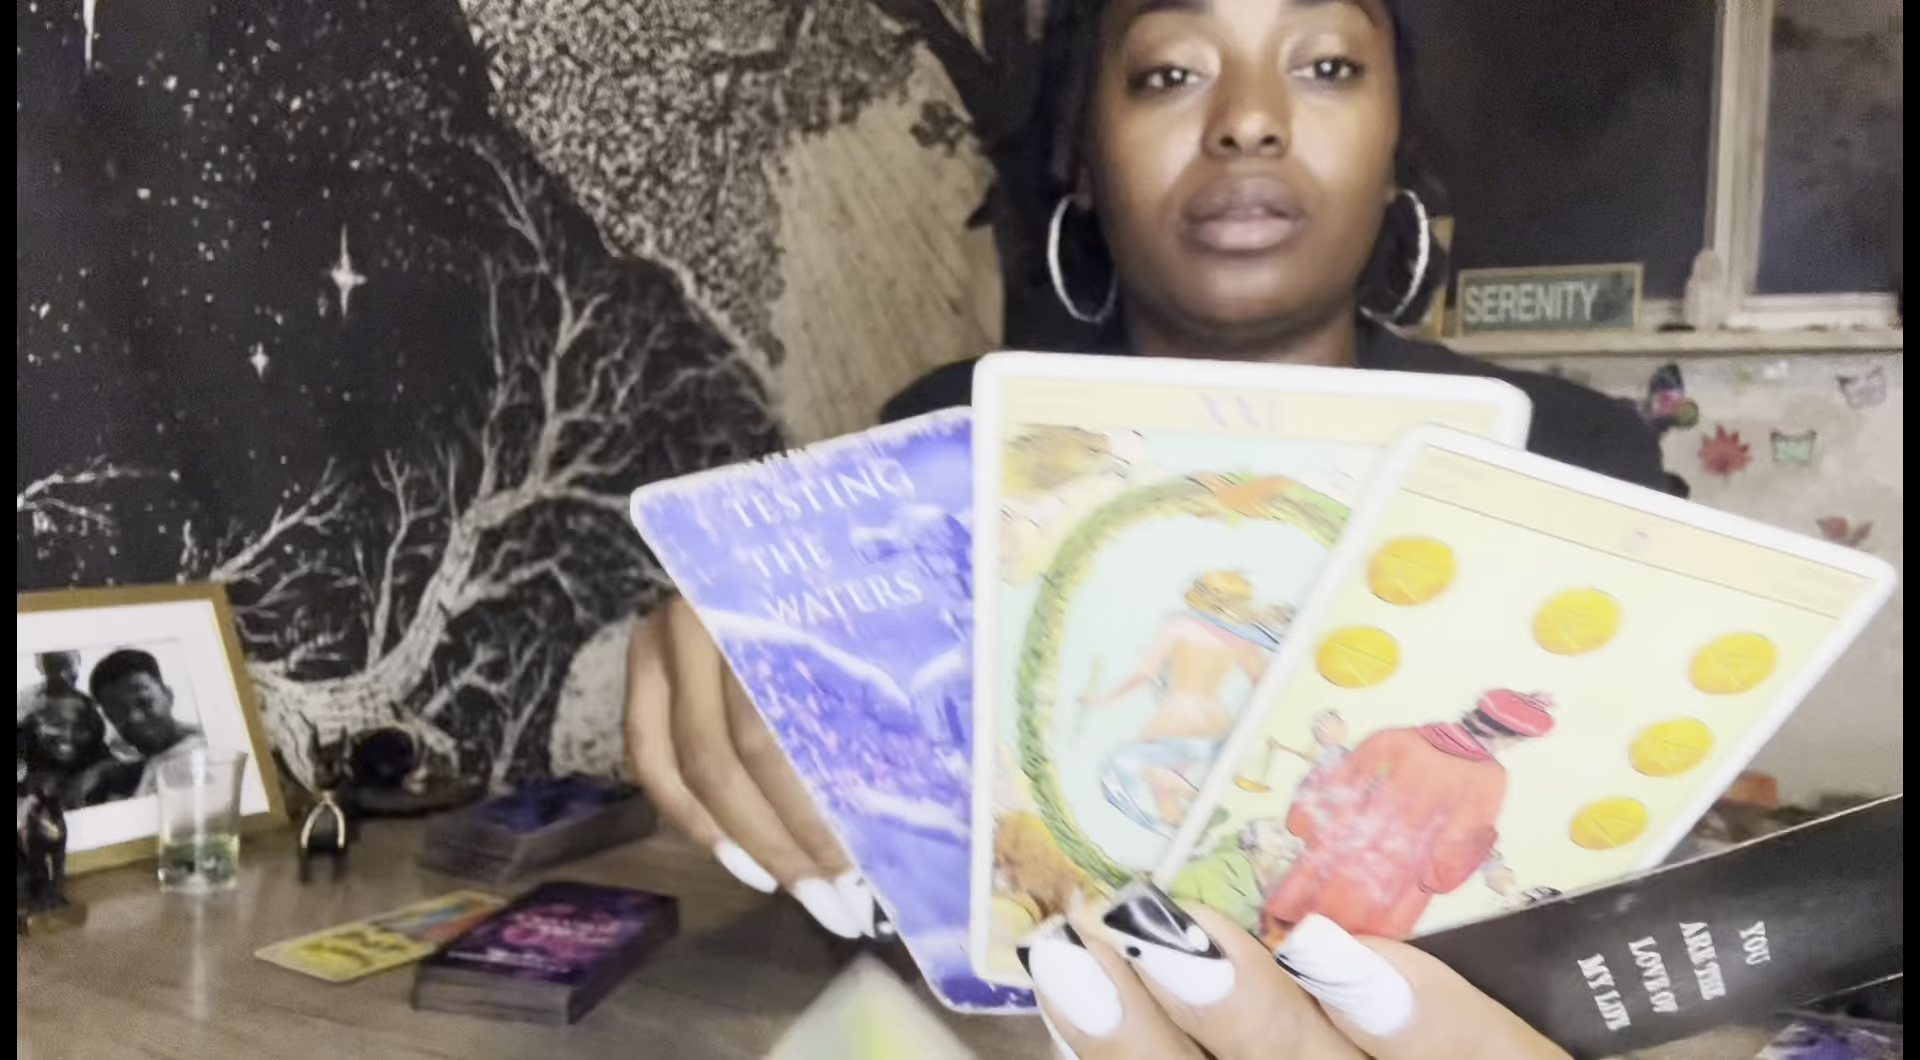 SERENITY
TESTING
THE
WATERS
YOU
ARE THE
LOVE OF
MY LIFE